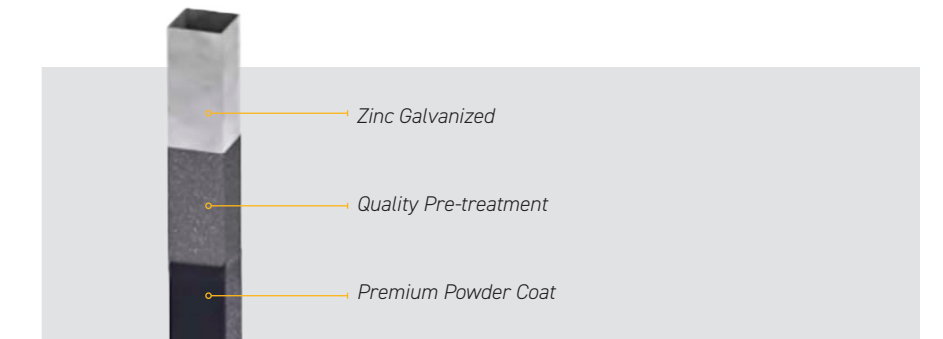 Zinc Galvanized
Quality Pre-treatment
Premium Powder Coat